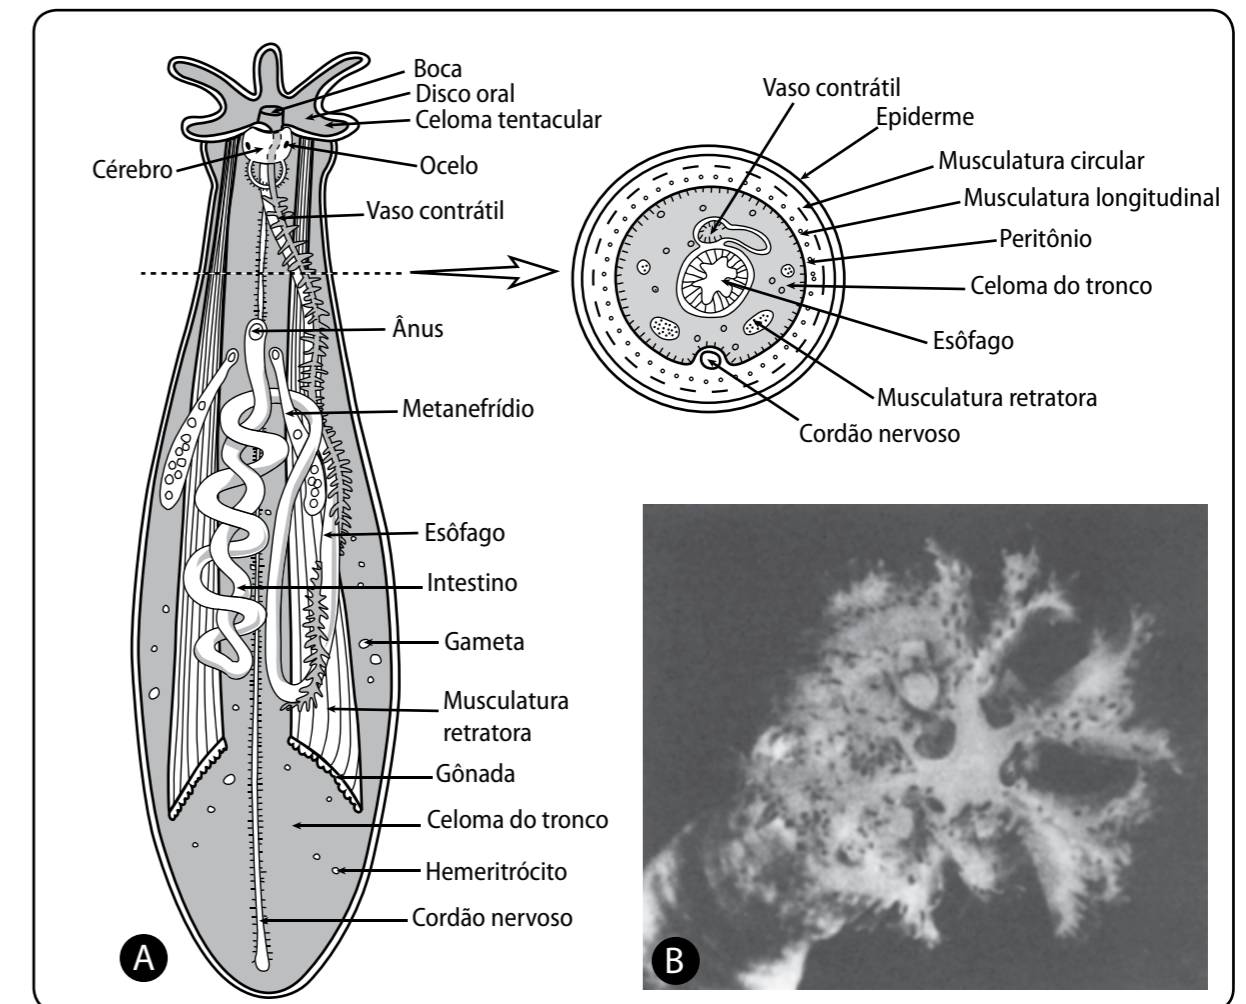 Boca
Disco oral
Celoma tentacular
Cérebro
Ocelo
Vaso contrátil
Ânus
Metanefrídio
Esôfago
Intestino
Gameta
Musculatura
retratora
Gônada
Celoma do tronco
Hemeritrócito
Cordão nervoso
A
Vaso contrátil
Epiderme
Musculatura circular
Musculatura longitudinal
Peritônio
Celoma do tronco
Esôfago
Musculatura retratora
Cordão nervoso
B